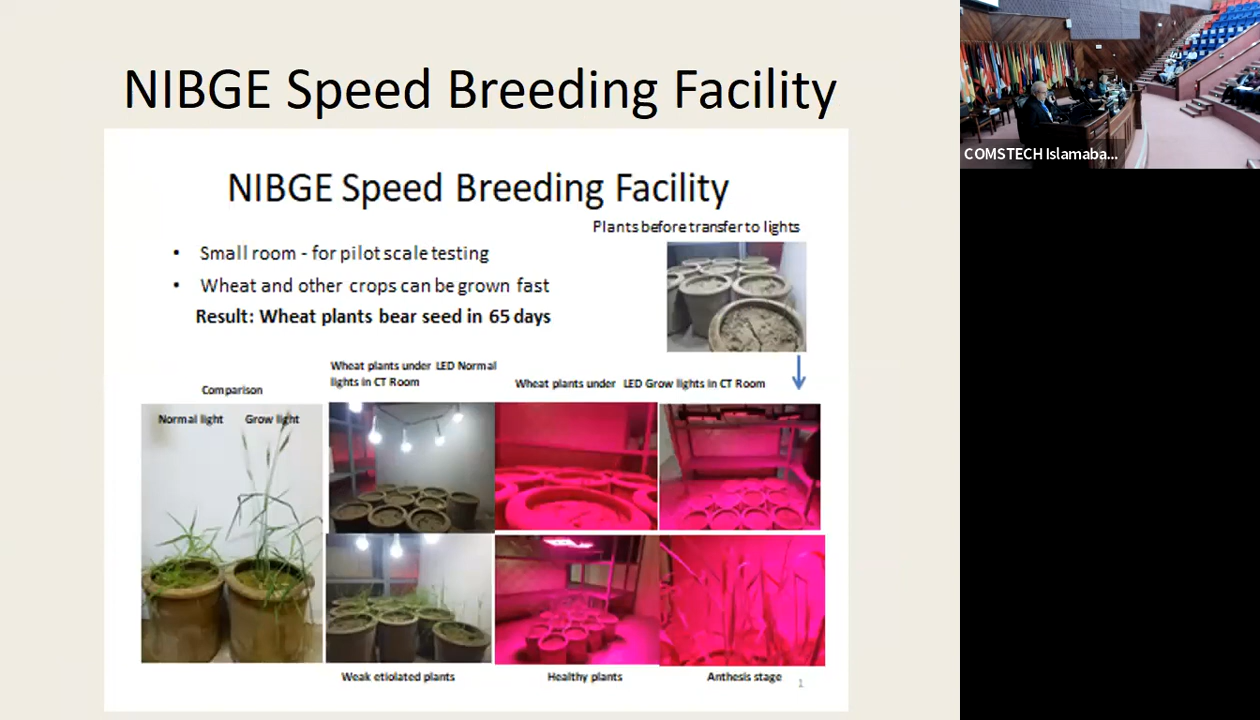 NIBGE Speed Breeding Facility
COMSTECH Islamaba...
NIBGE Speed Breeding Facility
Plants before transfer to lights
• Small room - for pilot scale testing
• Wheat and other crops can be grown fast
Result: Wheat plants bear seed in 65 days
Wheat plants under LED Normal
lights in CT Room
Wheat plants under LED Grow lights in CT Room
Comparison
Normal light
Grow light
Weak etiolated plants
Healthy plants
Anthesis stage
1